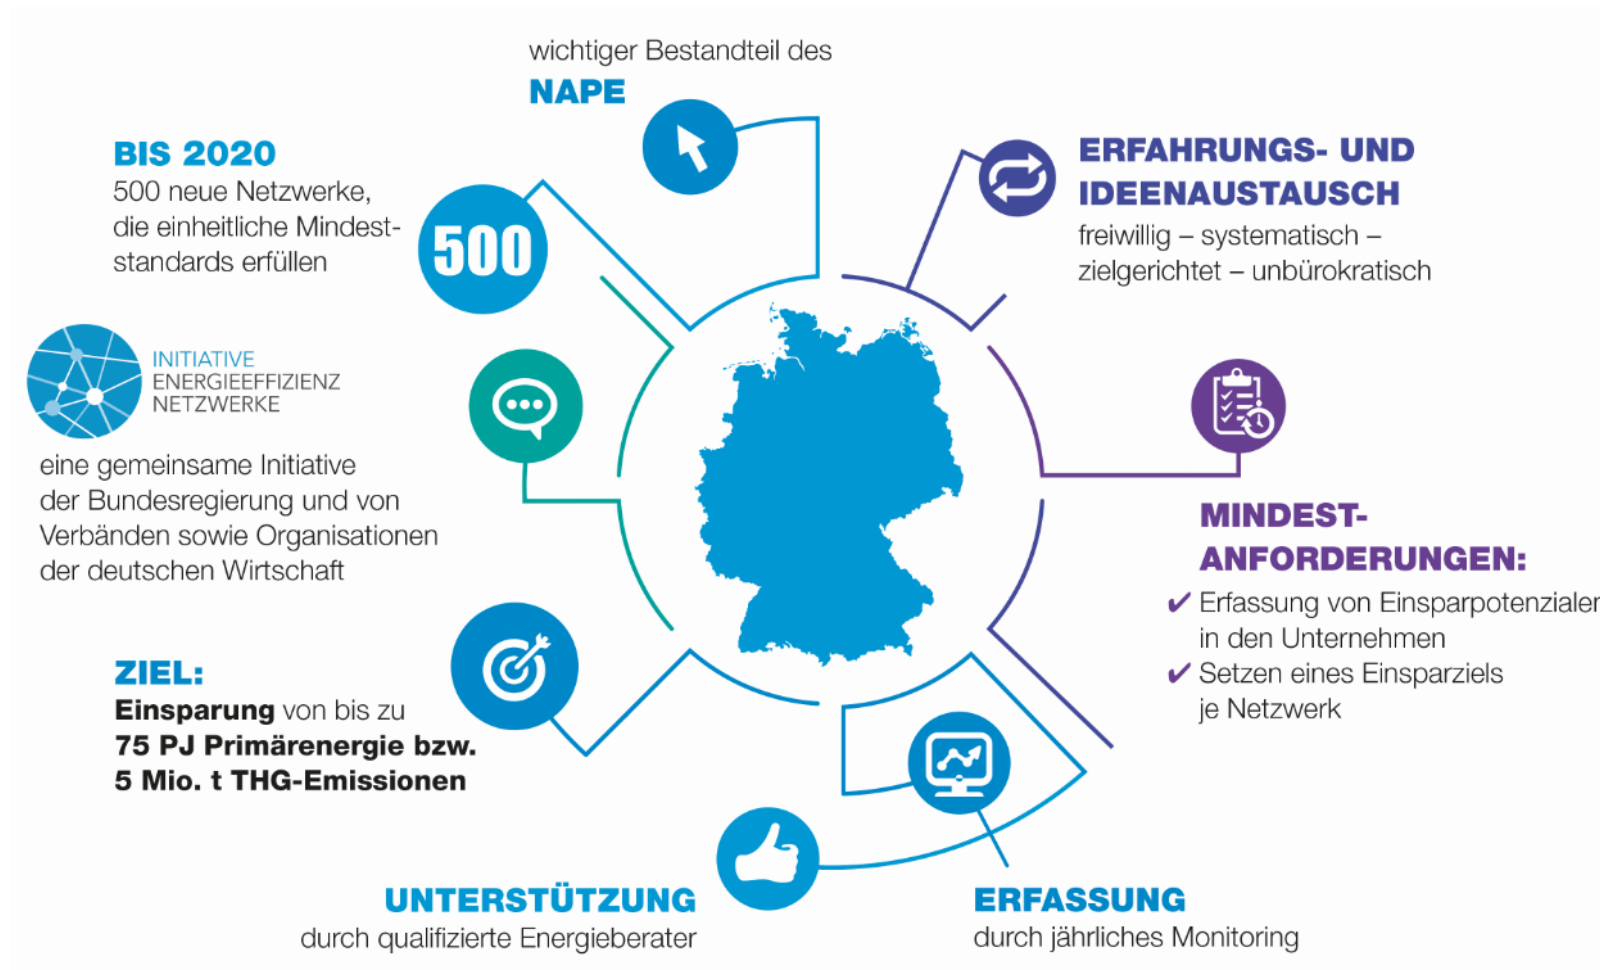 wichtiger Bestandteil des
NAPE
BIS 2020
500 neue Netzwerke,
die einheitliche Mindest-
standards erfüllen
500
ERFAHRUNGS- UND
IDEENAUSTAUSCH
freiwillig – systematisch –
zielgerichtet – unbürokratisch
INITIATIVE
ENERGIEEFFIZIENZ
NETZWERKE
eine gemeinsame Initiative
der Bundesregierung und von
Verbänden sowie Organisationen
der deutschen Wirtschaft
MINDEST-
ANFORDERUNGEN:
✔ Erfassung von Einsparpotenzialen
in den Unternehmen
✔ Setzen eines Einsparziels
je Netzwerk
ZIEL:
Einsparung von bis zu
75 PJ Primärenergie bzw.
5 Mio. t THG-Emissionen
UNTERSTÜTZUNG
durch qualifizierte Energieberater
ERFASSUNG
durch jährliches Monitoring